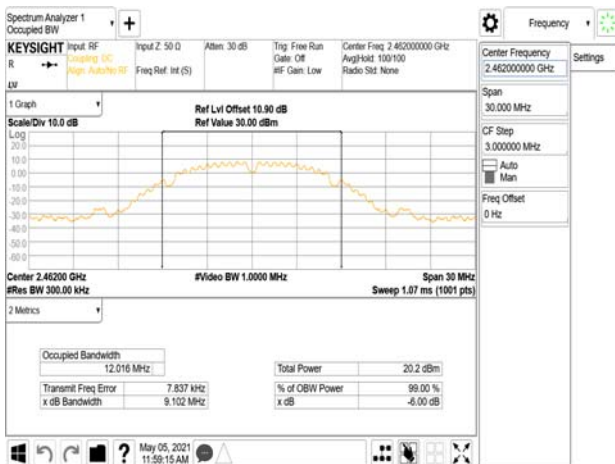 Spectrum Analyzer 1
Occupied BW
Frequency
KEYSIGHT
R
Input: RF
Coupling: DC
Align: Auto/No RF
Input Z: 50 Ω
Freq Ref: Int (S)
Atten: 30 dB
Trig: Free Run
Gate: Off
#IF Gain: Low
Center Freq: 2.462000000 GHz
Avg|Hold: 100/100
Radio Std: None
LV
Center Frequency
2.462000000 GHz
Settings
Span
30.000 MHz
CF Step
3.000000 MHz
Auto
Man
Freq Offset
0 Hz
1 Graph
Scale/Div 10.0 dB
Ref Lvl Offset 10.90 dB
Ref Value 30.00 dBm
Log
20.0
10.0
0.00
-10.0
-20.0
-30.0
-40.0
-50.0
-60.0
Center 2.46200 GHz
#Res BW 300.00 kHz
#Video BW 1.0000 MHz
Span 30 MHz
Sweep 1.07 ms (1001 pts)
2 Metrics
Occupied Bandwidth
12.016 MHz
Transmit Freq Error 7.837 kHz
x dB Bandwidth 9.102 MHz
Total Power 20.2 dBm
% of OBW Power 99.00 %
x dB -6.00 dB
?
May 05, 2021
11:59:15 AM